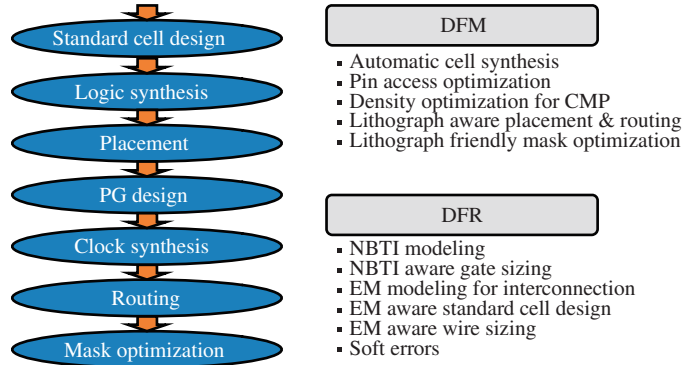 Standard cell design
Logic synthesis
Placement
PG design
Clock synthesis
Routing
Mask optimization
DFM
▪ Automatic cell synthesis
▪ Pin access optimization
▪ Density optimization for CMP
▪ Lithograph aware placement & routing
▪ Lithograph friendly mask optimization
DFR
▪ NBTI modeling
▪ NBTI aware gate sizing
▪ EM modeling for interconnection
▪ EM aware standard cell design
▪ EM aware wire sizing
▪ Soft errors